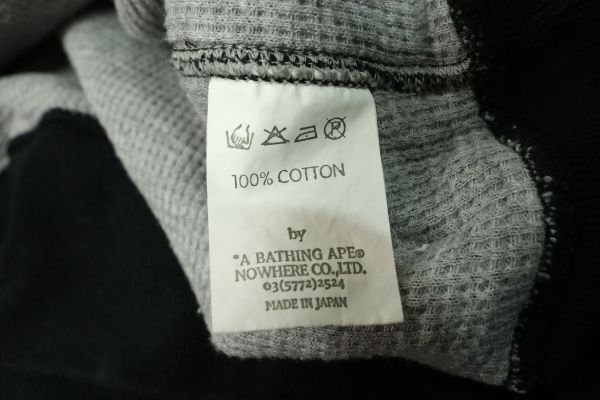 100% COTTON
by
*A BATHING APE®
NOWHERE CO.,LTD.
03(5772)2524
MADE IN JAPAN